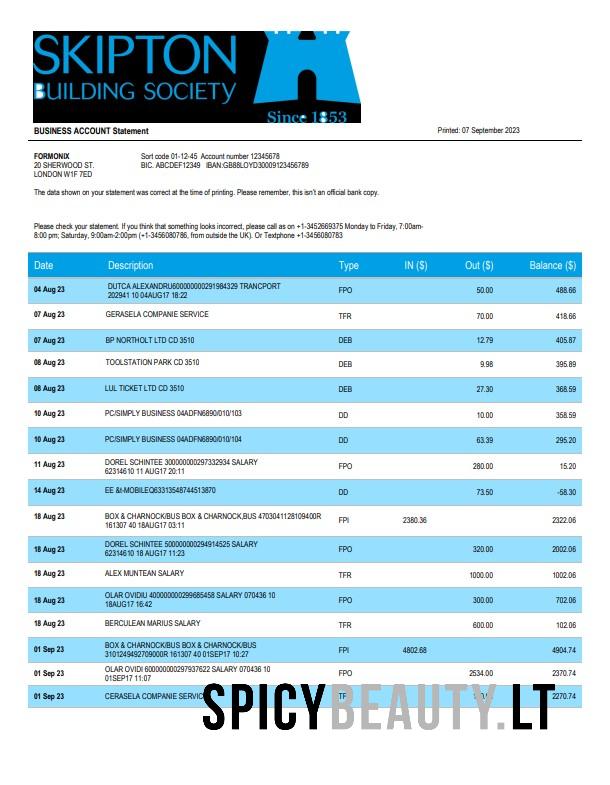 SKIPTON
BUILDING SOCIETY
Since 1853
BUSINESS ACCOUNT Statement Printed: 07 September 2023
FORMONIX Sort code 01-12-45 Account number 12345678
20 SHERWOOD ST. BIC. ABCDEF12349 IBAN:GB88LOYD30009123456789
LONDON W1F 7ED
The data shown on your statement was correct at the time of printing. Please remember, this isn't an official bank copy.
Please check your statement. If you think that something looks incorrect, please call as on +1-3452669375 Monday to Friday, 7:00am-
8:00 pm; Saturday, 9:00am-2:00pm (+1-3456080786, from outside the UK). Or Textphone +1-3456080783
Date Description Type IN ($) Out ($) Balance ($)
04 Aug 23 DUTCA ALEXANDRU600000000291984329 TRANCPORT FPO 50.00 488.66
202941 10 04AUG17 18:22
07 Aug 23 GERASELA COMPANIE SERVICE TFR 70.00 418.66
07 Aug 23 BP NORTHOLT LTD CD 3510 DEB 12.79 405.87
08 Aug 23 TOOLSTATION PARK CD 3510 DEB 9.98 395.89
08 Aug 23 LUL TICKET LTD CD 3510 DEB 27.30 368.59
10 Aug 23 PC/SIMPLY BUSINESS 04ADFN6890/010/103 DD 10.00 358.59
10 Aug 23 PC/SIMPLY BUSINESS 04ADFN6890/010/104 DD 63.39 295.20
11 Aug 23 DOREL SCHINTEE 300000000297332934 SALARY FPO 280.00 15.20
62314610 11 AUG17 20:11
14 Aug 23 EE &t-MOBILEQ63313548744513870 DD 73.50 -58.30
18 Aug 23 BOX & CHARNOCK/BUS BOX & CHARNOCK,BUS 4703041128109400R FPI 2380.36 2322.06
161307 40 18AUG17 03:11
18 Aug 23 DOREL SCHINTEE 500000000294914525 SALARY FPO 320.00 2002.06
62314610 18 AUG17 11:23
18 Aug 23 ALEX MUNTEAN SALARY TFR 1000.00 1002.06
18 Aug 23 OLAR OVIDIU 400000000299685458 SALARY 070436 10 FPO 300.00 702.06
18AUG17 16:42
18 Aug 23 BERCULEAN MARIUS SALARY TFR 600.00 102.06
01 Sep 23 BOX & CHARNOCK/BUS BOX & CHARNOCK/BUS FPI 4802.68 4904.74
3101249492709000R 161307 40 01SEP17 10:27
01 Sep 23 OLAR OVIDI 600000000297937622 SALARY 070436 10 FPO 2534.00 2370.74
01SEP17 11:07
01 Sep 23 CERASELA COMPANIE SERVICE 2270.74
SPICYBEAUTY.LT